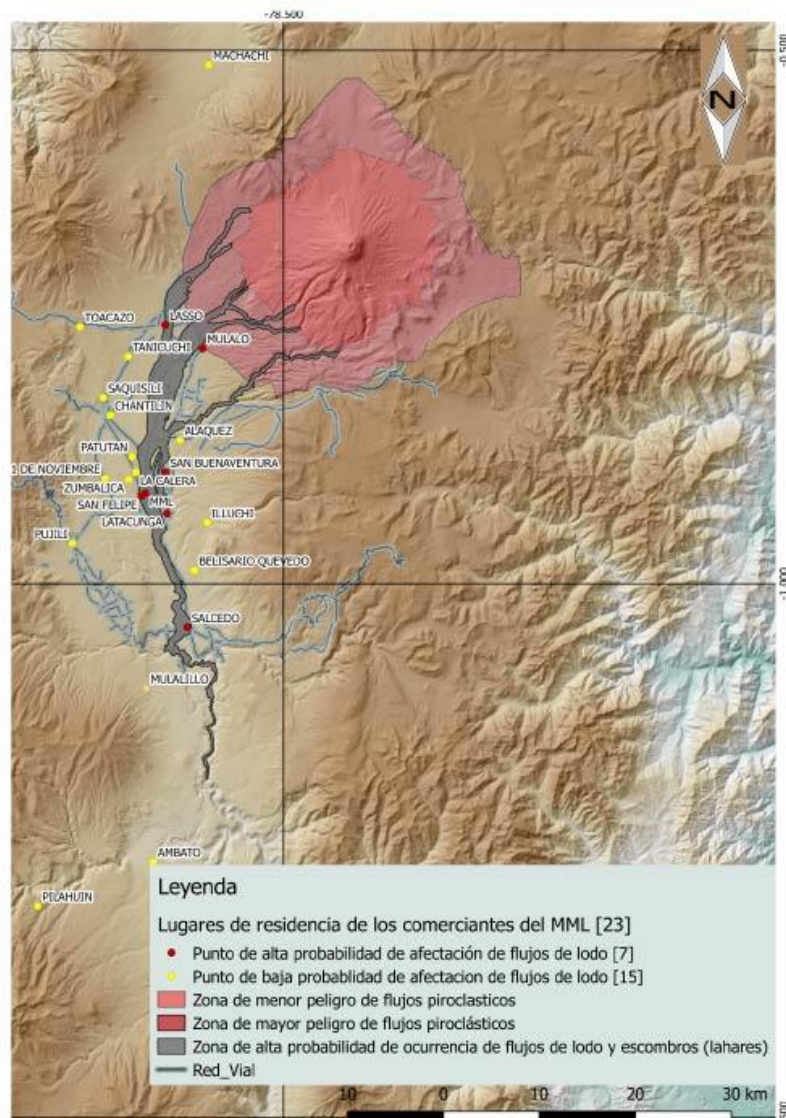 -78.500
-0.500
MACHACHI
N
TOACAZO
LASSO
MULALO
TANICUCHI
SAQUISILI
CHANTILIN
ALAQUEZ
PATUTAN
1 DE NOVIEMBRE
SAN BUENAVENTURA
LA CALERA
ZUMBALICA
SAN FELIPE
MML
LATACUNGA
ILLUCHI
PUJILI
BELISARIO QUEVEDO
-1.000
SALCEDO
MULALILLO
AMBATO
PILAHUIN
Leyenda
Lugares de residencia de los comerciantes del MML [23]
Punto de alta probabilidad de afectación de flujos de lodo [7]
Punto de baja probablidad de afectacion de flujos de lodo [15]
Zona de menor peligro de flujos piroclasticos
Zona de mayor peligro de flujos piroclásticos
Zona de alta probabilidad de ocurrencia de flujos de lodo y escombros (lahares)
Red_Vial
10 0 10 20 30 km